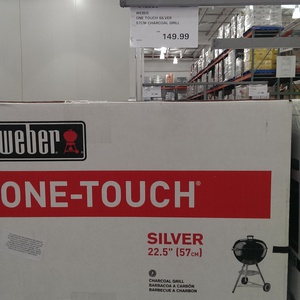 WEBER
ONE TOUCH SILVER
57CM CHARCOAL GRILL
149.99
weber
ONE-TOUCH®
SILVER
22.5" (57CM)
CHARCOAL GRILL
BARBACOA A CARBÓN
BARBECUE A CHARBON